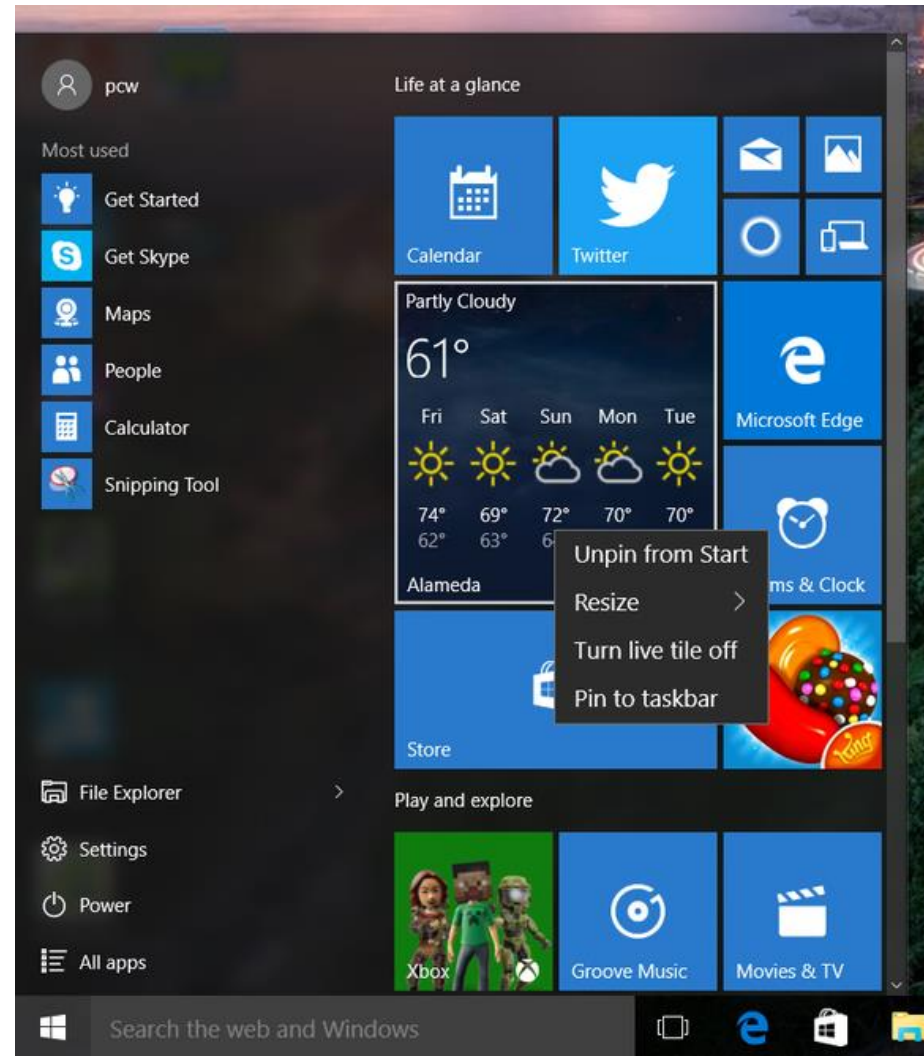 pcw
Most used
Get Started
Get Skype
Maps
People
Calculator
Snipping Tool
File Explorer
Settings
Power
All apps
Life at a glance
Calendar
Twitter
Partly Cloudy
61°
Fri Sat Sun Mon Tue
74° 69° 72° 70° 70°
62° 63°
Alameda
Microsoft Edge
& Clock
Unpin from Start
Resize
Turn live tile off
Pin to taskbar
Store
King
Play and explore
Xbox
Groove Music
Movies & TV
Search the web and Windows